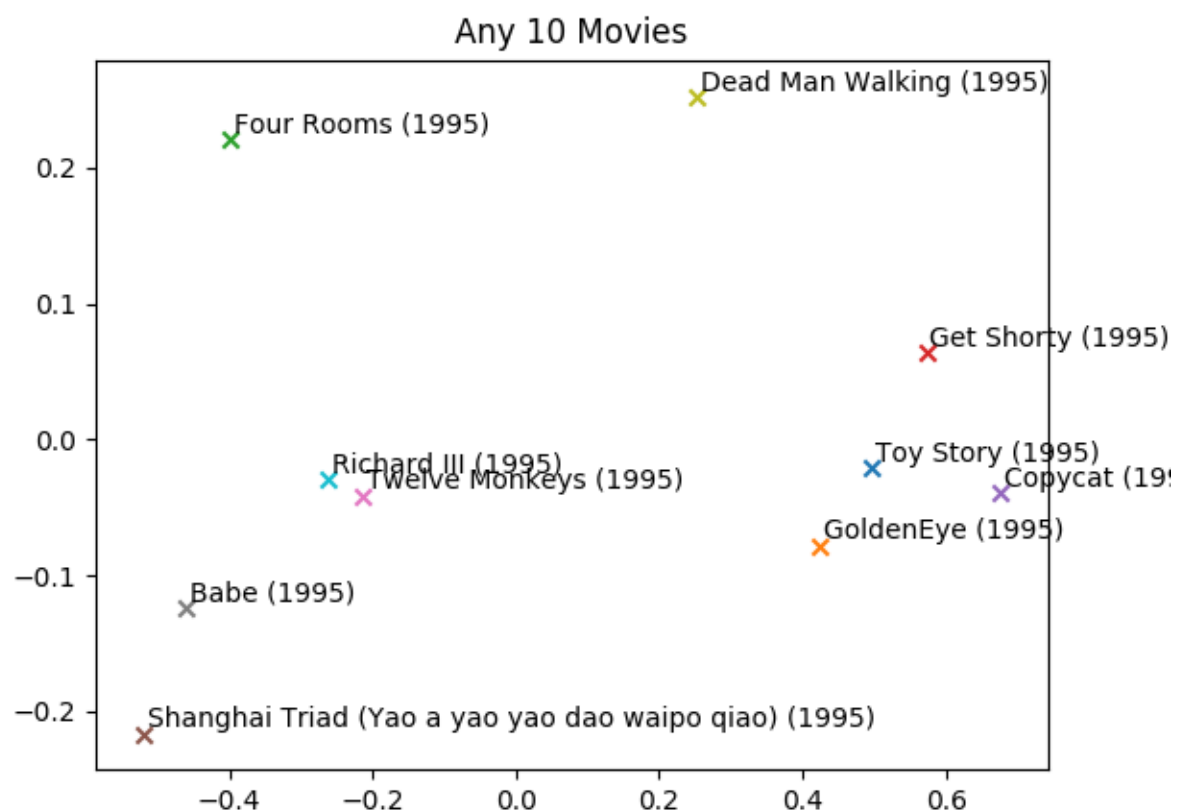 Any 10 Movies
Dead Man Walking (1995)
Four Rooms (1995)
0.2
0.1
Get Shorty (1995)
0.0
Richard III (1995)
Toy Story (1995)
Twelve Monkeys (1995)
Copycat (199
GoldenEye (1995)
−0.1
Babe (1995)
−0.2
Shanghai Triad (Yao a yao yao dao waipo qiao) (1995)
−0.4 −0.2 0.0 0.2 0.4 0.6